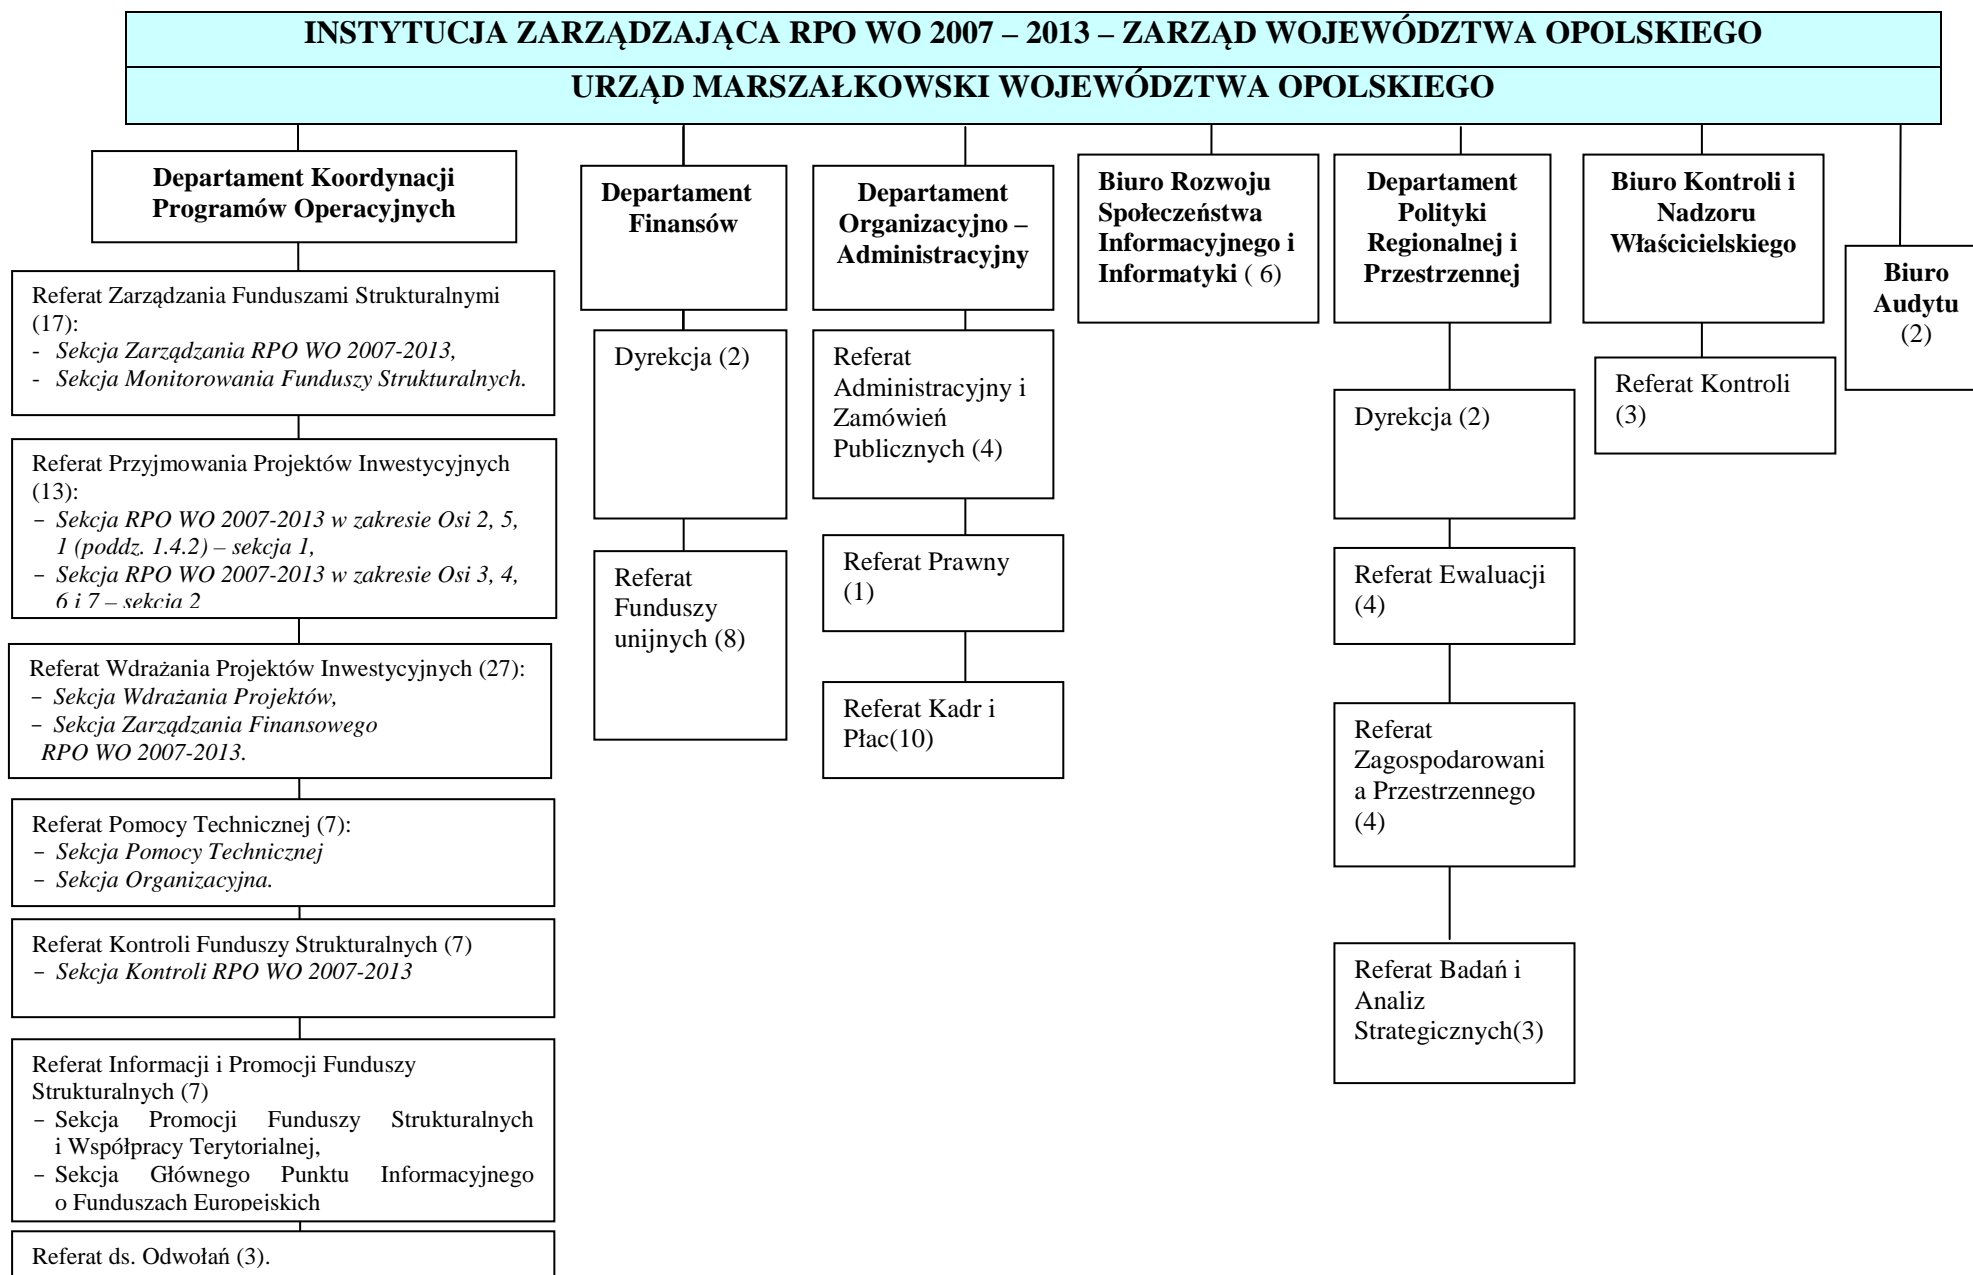 INSTYTUCJA ZARZĄDZAJĄCA RPO WO 2007 – 2013 – ZARZĄD WOJEWÓDZTWA OPOLSKIEGO
URZĄD MARSZAŁKOWSKI WOJEWÓDZTWA OPOLSKIEGO
Departament Koordynacji
Programów Operacyjnych
Referat Zarządzania Funduszami Strukturalnymi
(17):
- Sekcja Zarządzania RPO WO 2007-2013,
- Sekcja Monitorowania Funduszy Strukturalnych.
Referat Przyjmowania Projektów Inwestycyjnych
(13):
– Sekcja RPO WO 2007-2013 w zakresie Osi 2, 5,
1 (poddz. 1.4.2) – sekcja 1,
– Sekcja RPO WO 2007-2013 w zakresie Osi 3, 4,
6 i 7 – sekcja 2
Referat Wdrażania Projektów Inwestycyjnych (27):
– Sekcja Wdrażania Projektów,
– Sekcja Zarządzania Finansowego
RPO WO 2007-2013.
Referat Pomocy Technicznej (7):
– Sekcja Pomocy Technicznej
– Sekcja Organizacyjna.
Referat Kontroli Funduszy Strukturalnych (7)
– Sekcja Kontroli RPO WO 2007-2013
Referat Informacji i Promocji Funduszy
Strukturalnych (7)
– Sekcja Promocji Funduszy Strukturalnych
i Współpracy Terytorialnej,
– Sekcja Głównego Punktu Informacyjnego
o Funduszach Europejskich
Referat ds. Odwołań (3).
Departament
Finansów
Dyrekcja (2)
Referat
Funduszy
unijnych (8)
Departament
Organizacyjno –
Administracyjny
Referat
Administracyjny i
Zamówień
Publicznych (4)
Referat Prawny
(1)
Referat Kadr i
Płac(10)
Biuro Rozwoju
Społeczeństwa
Informacyjnego i
Informatyki ( 6)
Departament
Polityki
Regionalnej i
Przestrzennej
Dyrekcja (2)
Referat Ewaluacji
(4)
Referat
Zagospodarowani
a Przestrzennego
(4)
Referat Badań i
Analiz
Strategicznych(3)
Biuro Kontroli i
Nadzoru
Właścicielskiego
Referat Kontroli
(3)
Biuro
Audytu
(2)